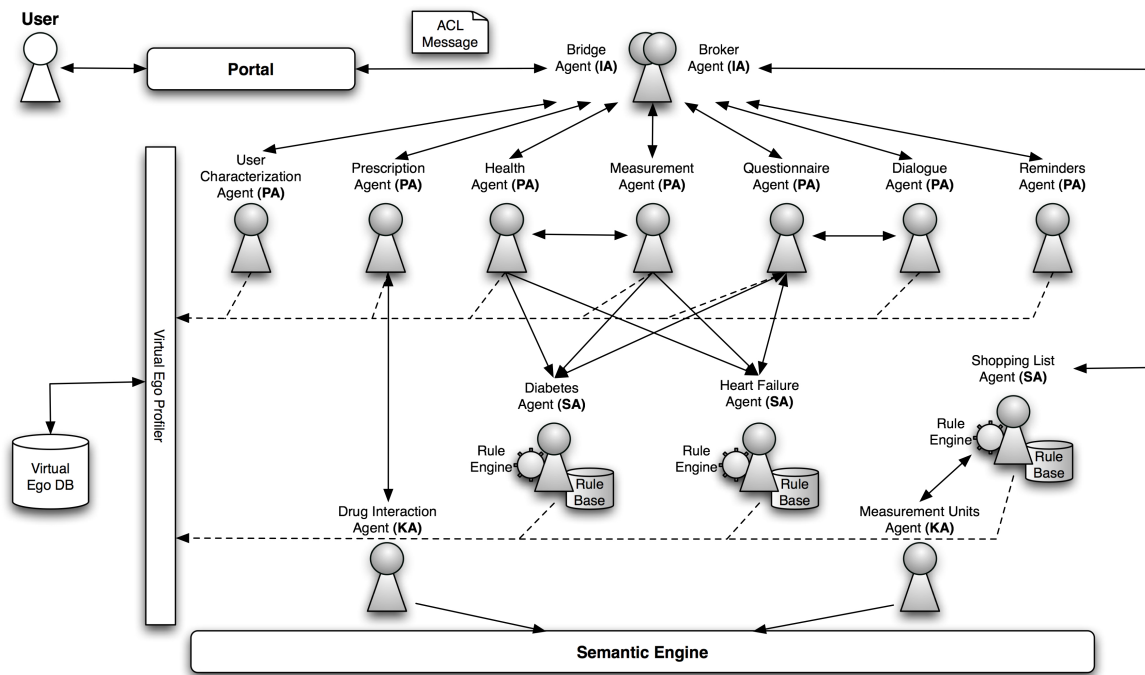 User
ACL
Message
Portal
Bridge
Agent (IA)
Broker
Agent (IA)
User
Characterization
Agent (PA)
Prescription
Agent (PA)
Health
Agent (PA)
Measurement
Agent (PA)
Questionnaire
Agent (PA)
Dialogue
Agent (PA)
Reminders
Agent (PA)
Virtual Ego Profiler
Virtual
Ego DB
Diabetes
Agent (SA)
Rule
Engine
Rule
Base
Heart Failure
Agent (SA)
Rule
Engine
Rule
Base
Shopping List
Agent (SA)
Rule
Engine
Rule
Base
Drug Interaction
Agent (KA)
Measurement Units
Agent (KA)
Semantic Engine